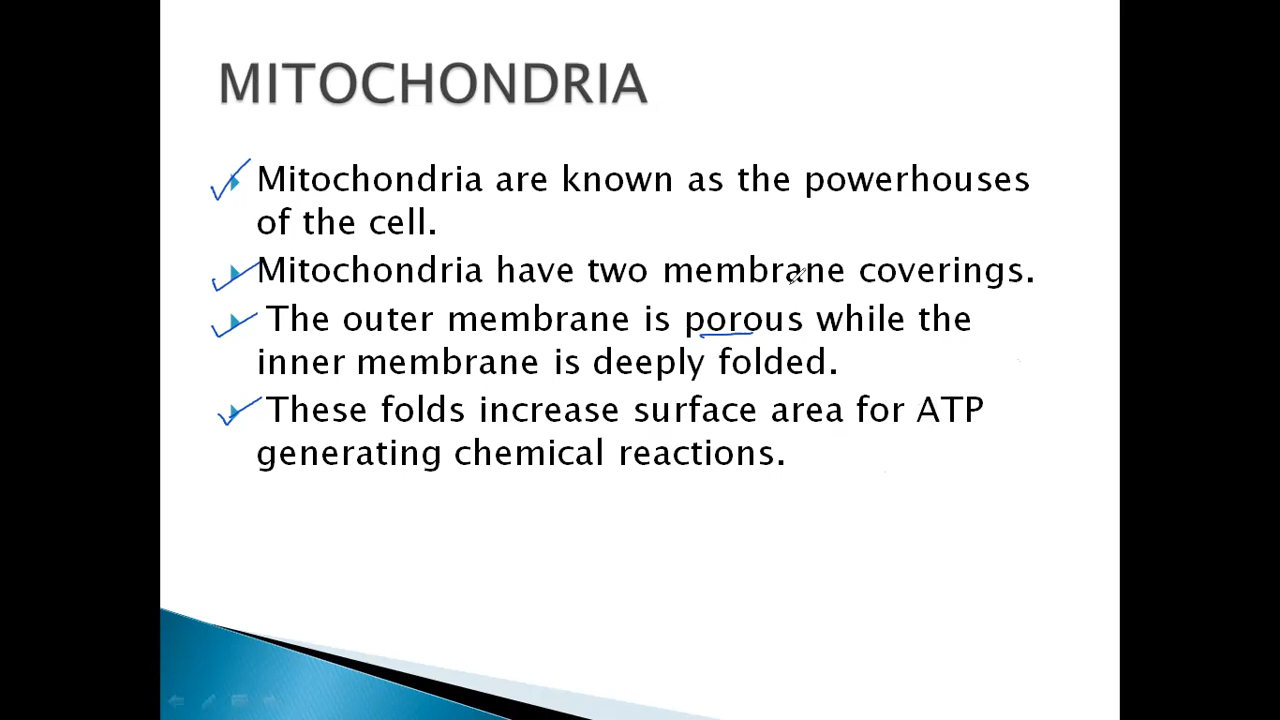 MITOCHONDRIA
Mitochondria are known as the powerhouses
of the cell.
Mitochondria have two membrane coverings.
The outer membrane is porous while the
inner membrane is deeply folded.
These folds increase surface area for ATP
generating chemical reactions.